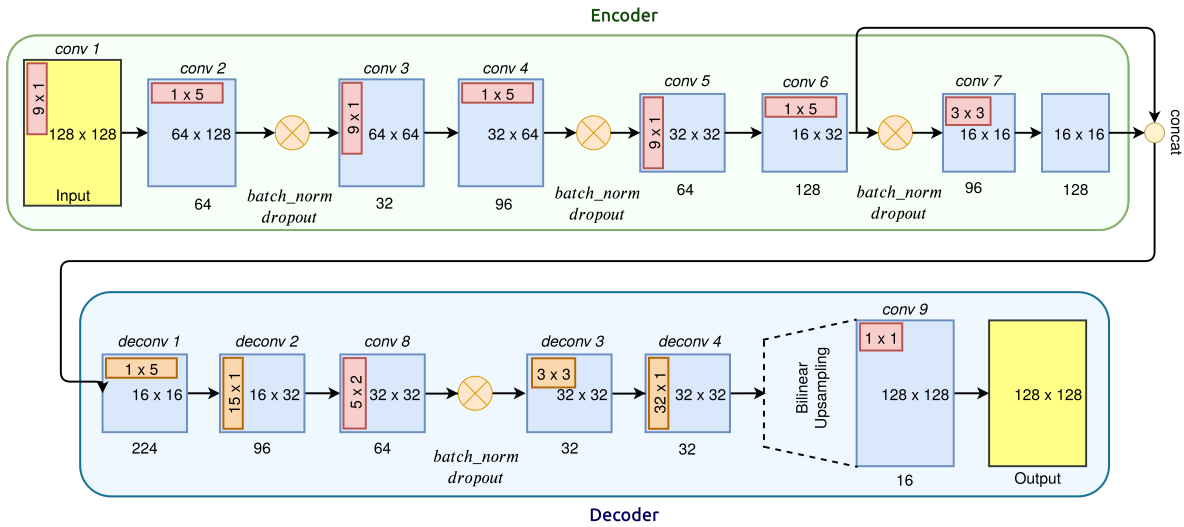 Encoder
conv 1
9 x 1
128 x 128
Input
conv 2
1 x 5
64 x 128
64
batch_norm
dropout
conv 3
9 x 1
64 x 64
32
conv 4
1 x 5
32 x 64
96
batch_norm
dropout
conv 5
9 x 1
32 x 32
64
conv 6
1 x 5
16 x 32
128
batch_norm
dropout
conv 7
3 x 3
16 x 16
96
16 x 16
128
concat
deconv 1
1 x 5
16 x 16
224
deconv 2
15 x 1
16 x 32
96
conv 8
5 x 2
32 x 32
64
batch_norm
dropout
deconv 3
3 x 3
32 x 32
32
deconv 4
32 x 1
32 x 32
32
Bilinear
Upsampling
conv 9
1 x 1
128 x 128
16
128 x 128
Output
Decoder